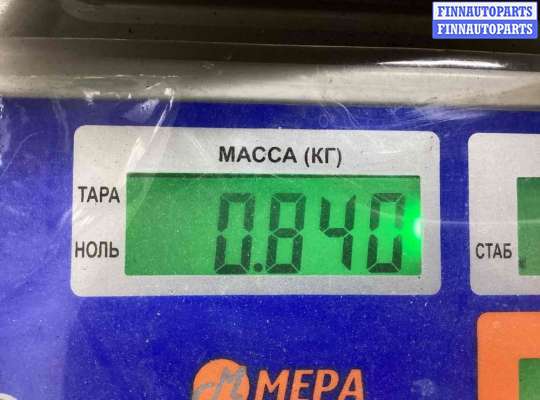 FINNAUTOPARTS
FINNAUTOPARTS
МАССА (КГ)
ТАРА
0.840
НОЛЬ
СТАБ
МЕРА